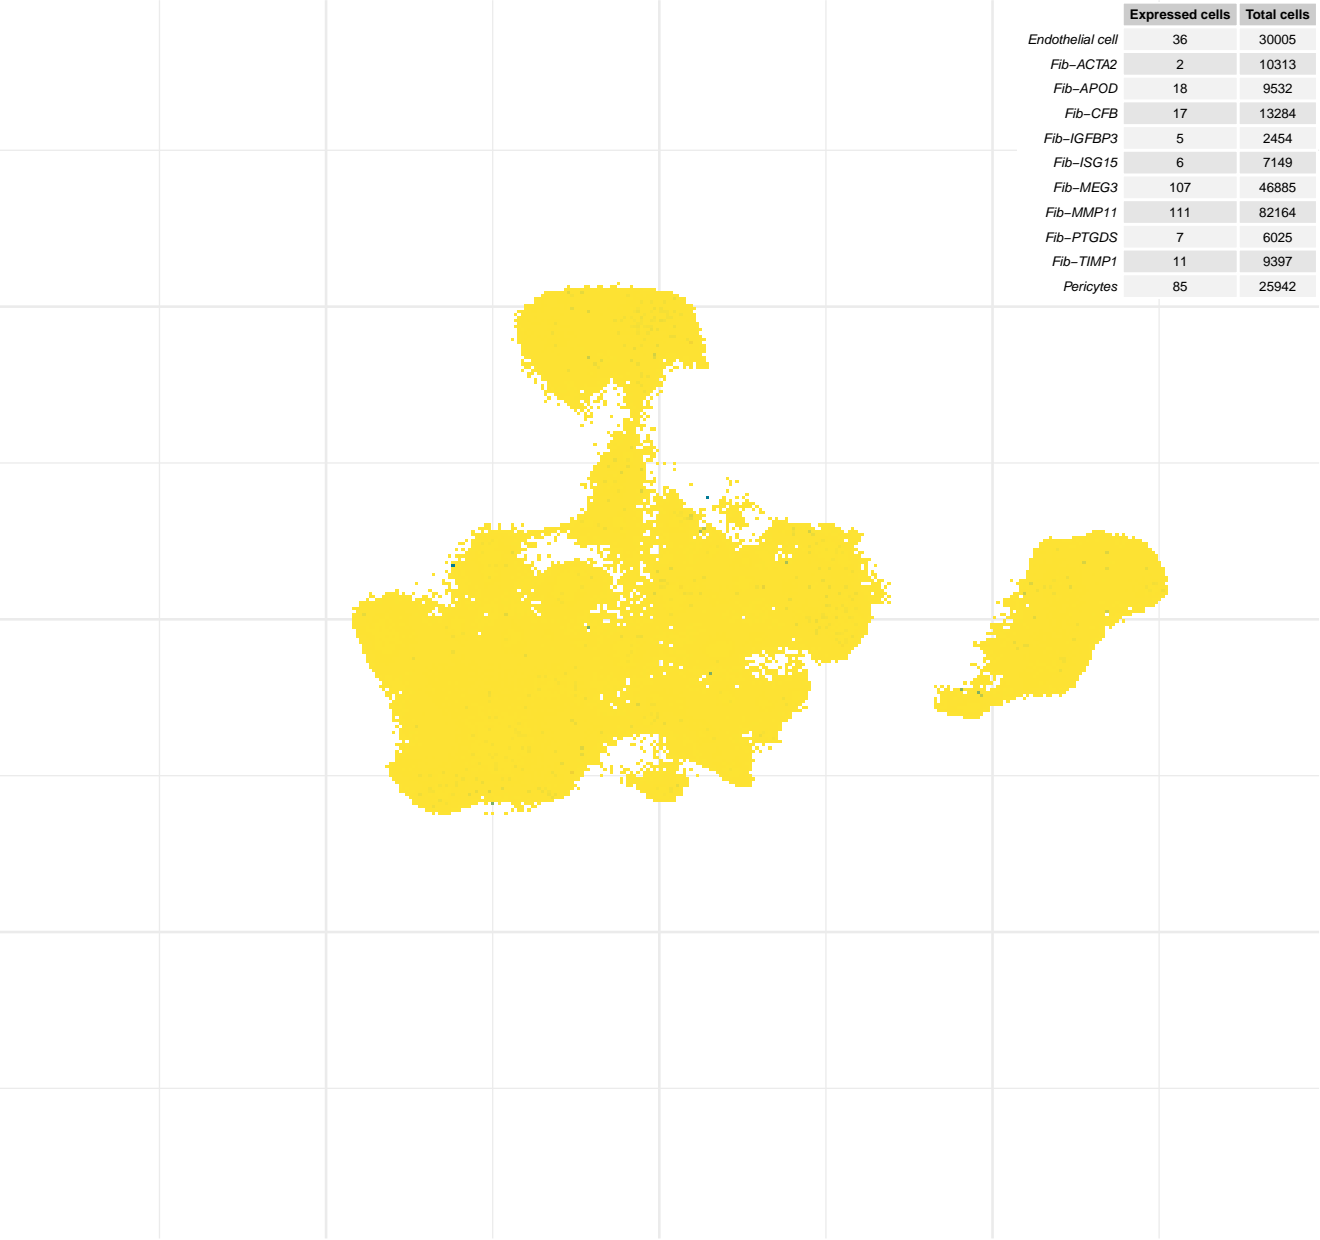 Expressed cells Total cells
Endothelial cell 36 30005
Fib−ACTA2 2 10313
Fib−APOD 18 9532
Fib−CFB 17 13284
Fib−IGFBP3 5 2454
Fib−ISG15 6 7149
Fib−MEG3 107 46885
Fib−MMP11 111 82164
Fib−PTGDS 7 6025
Fib−TIMP1 11 9397
Pericytes 85 25942